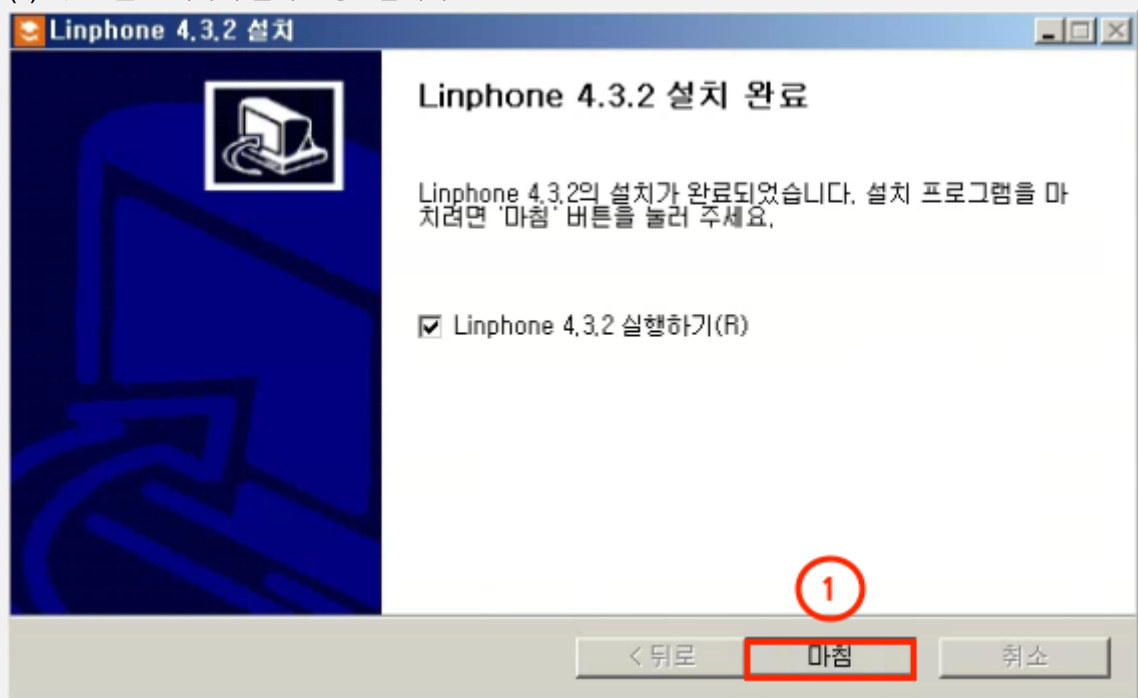 Linphone 4.3.2 설치
Linphone 4.3.2 설치 완료
Linphone 4.3.2의 설치가 완료되었습니다. 설치 프로그램을 마
치려면 '마침' 버튼을 눌러 주세요.
Linphone 4.3.2 실행하기(R)
1
< 뒤로 마침 취소